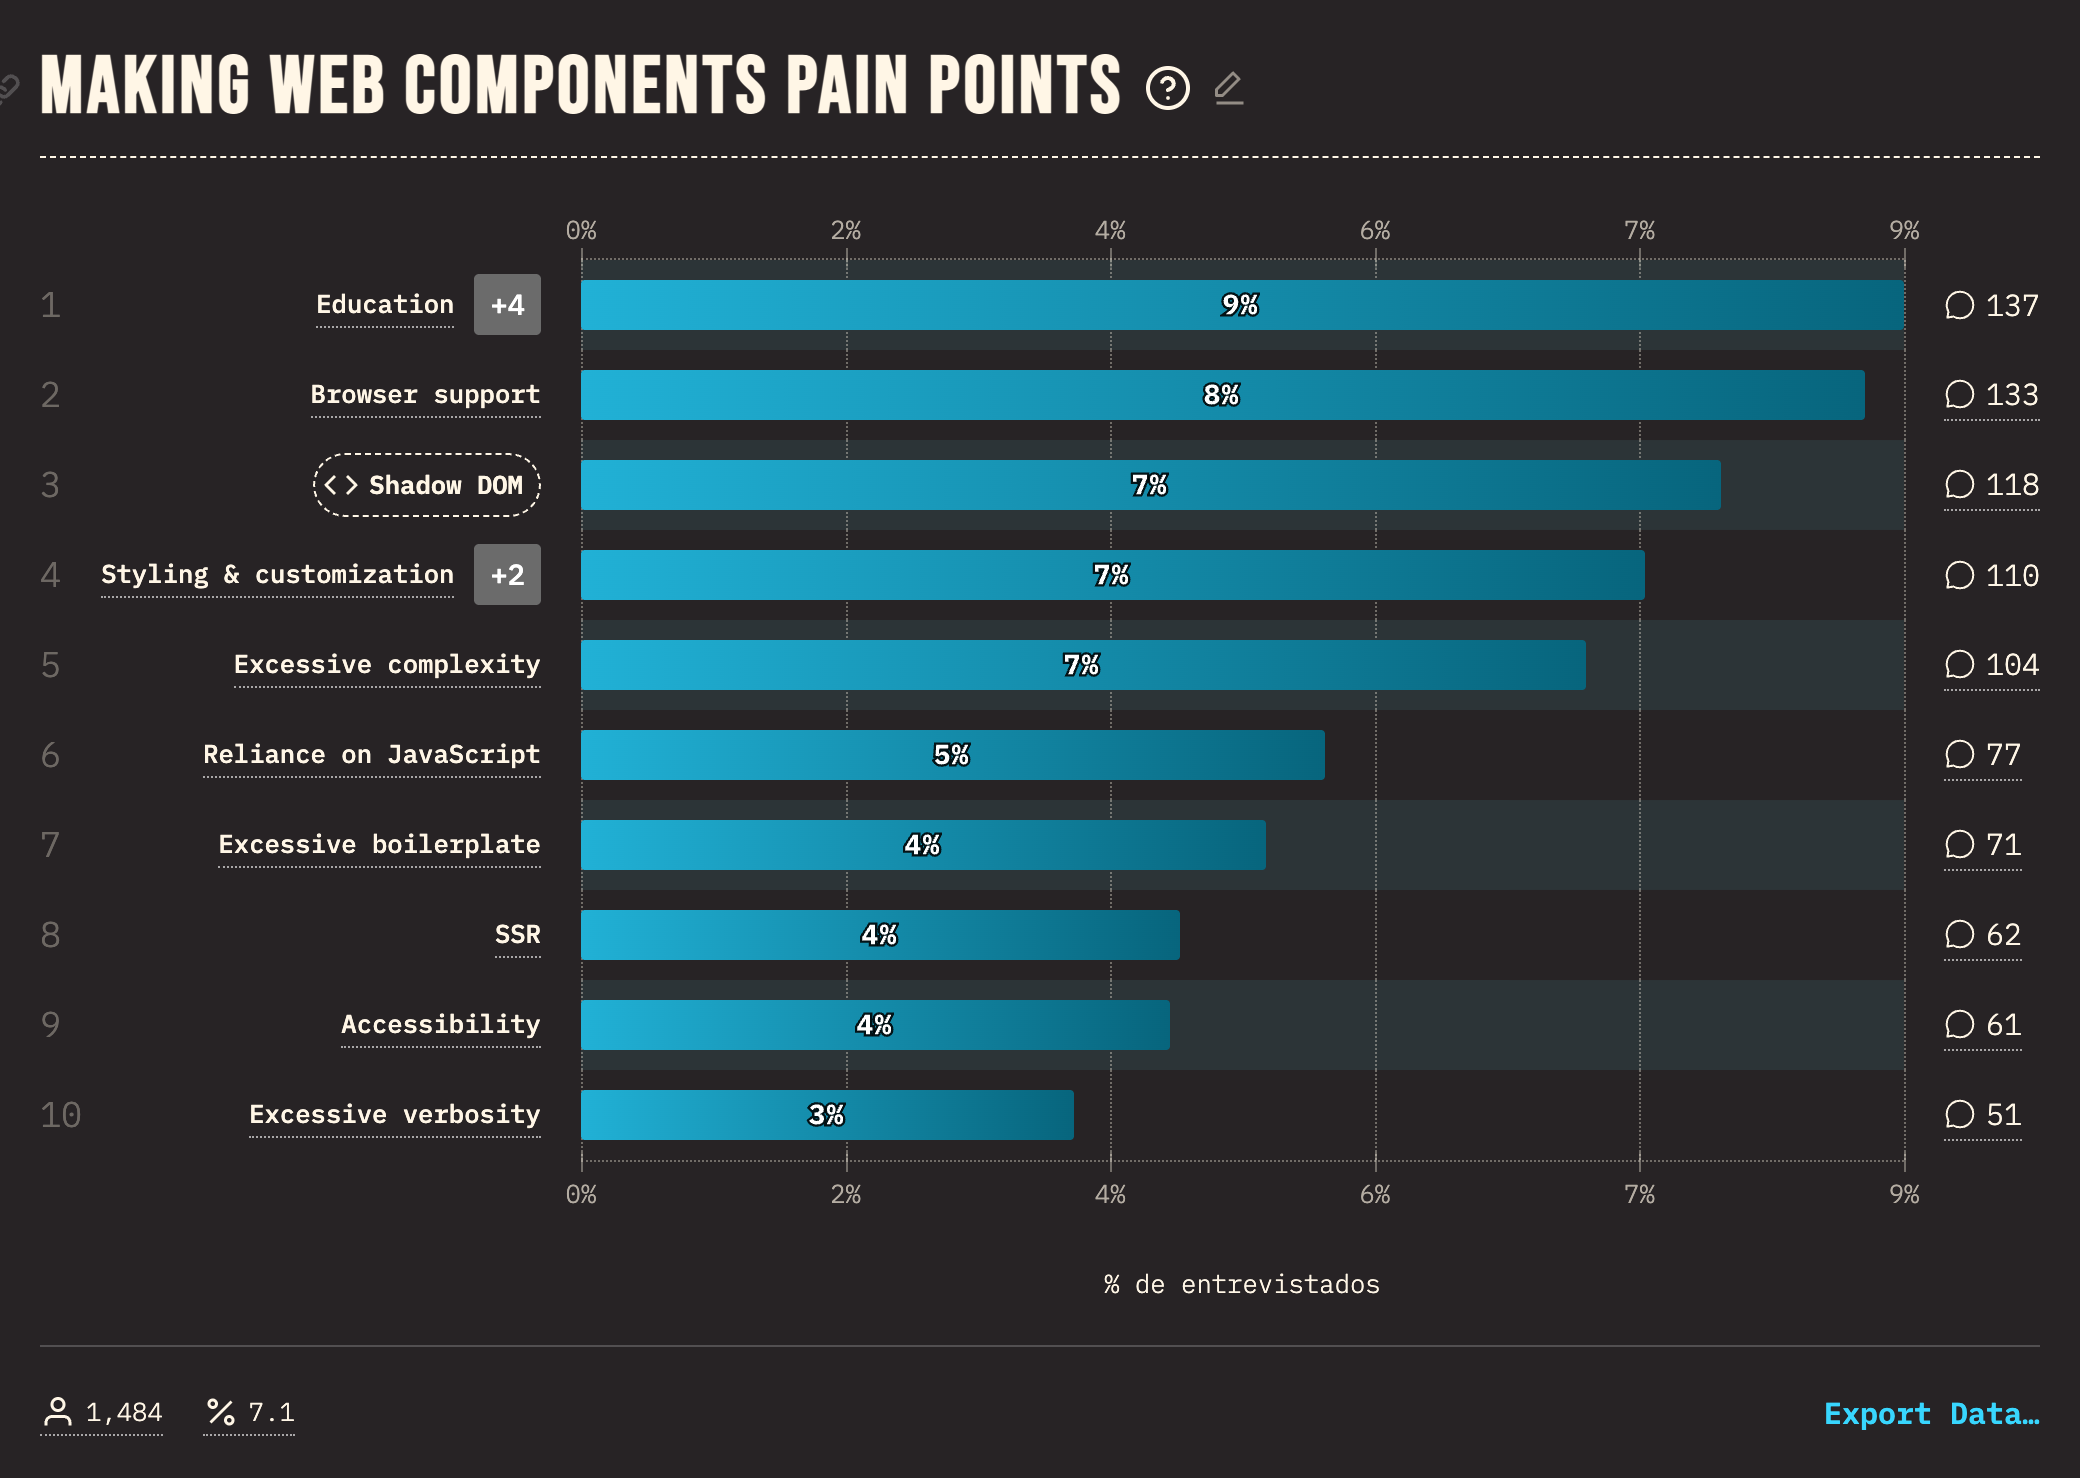 MAKING WEB COMPONENTS PAIN POINTS
0% 2% 4% 6% 7% 9%
1 Education +4 9% 137
2 Browser support 8% 133
3 <> Shadow DOM 7% 118
4 Styling & customization +2 7% 110
5 Excessive complexity 7% 104
6 Reliance on JavaScript 5% 77
7 Excessive boilerplate 4% 71
8 SSR 4% 62
9 Accessibility 4% 61
10 Excessive verbosity 3% 51
0% 2% 4% 6% 7% 9%
% de entrevistados
1,484 % 7.1 Export Data…